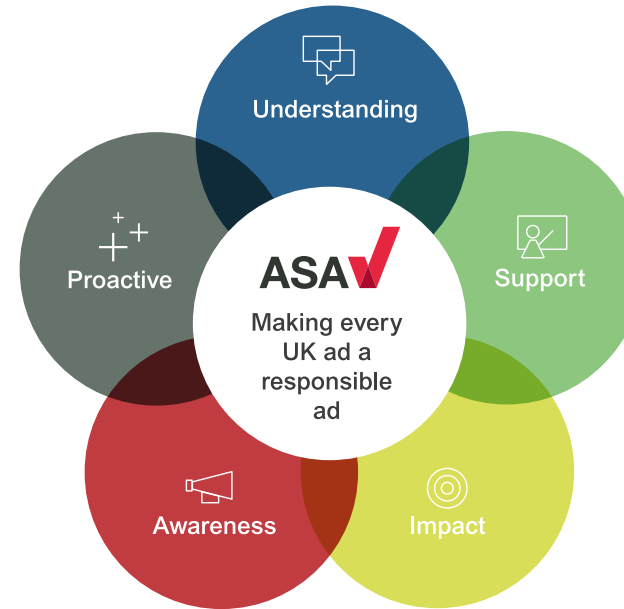 Understanding
Proactive
Support
ASA
Making every
UK ad a
responsible
ad
Awareness
Impact